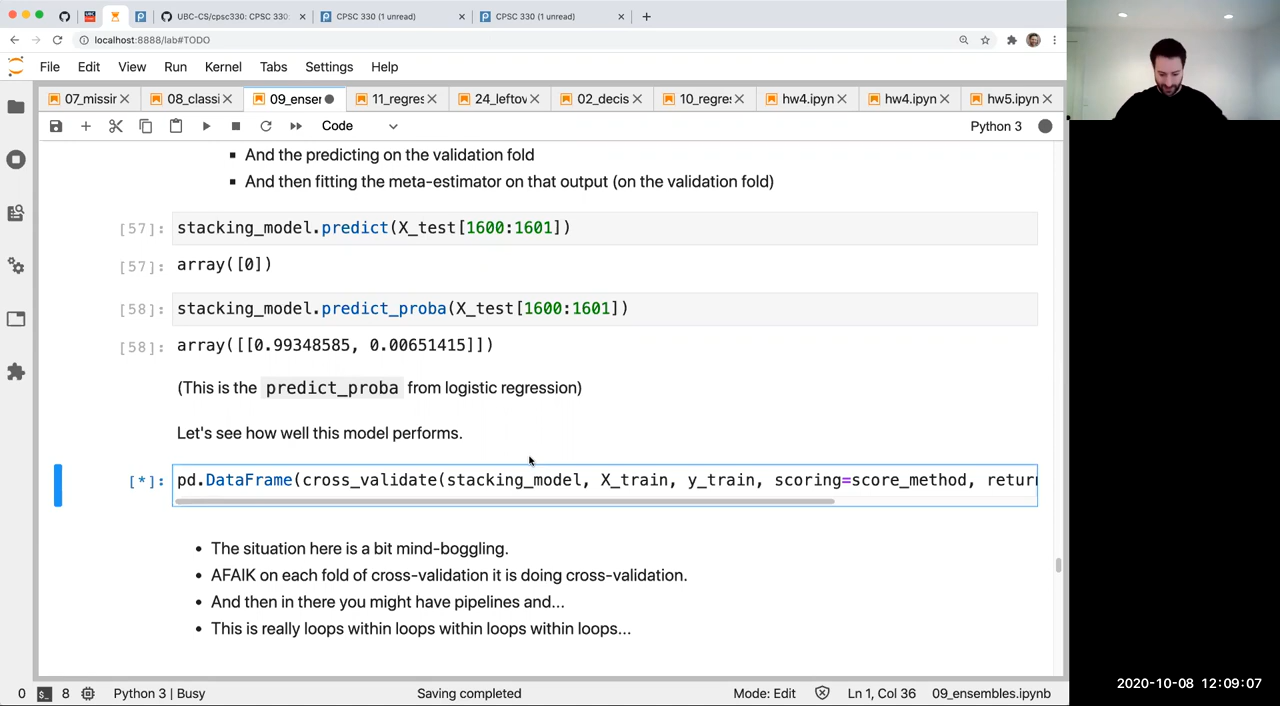 UBC-CS/cpsc330: CPSC 330:
CPSC 330 (1 unread)
CPSC 330 (1 unread)
localhost:8888/lab#TODO
File Edit View Run Kernel Tabs Settings Help
07_missir
08_classi
09_enser
11_regres
24_leftov
02_decis
10_regre:
hw4.ipyn
hw4.ipyn
hw5.ipyn
Code
Python 3
And the predicting on the validation fold
And then fitting the meta-estimator on that output (on the validation fold)
[57]: stacking_model.predict(X_test[1600:1601])
[57]: array([0])
[58]: stacking_model.predict_proba(X_test[1600:1601])
[58]: array([[0.99348585, 0.00651415]])
(This is the predict_proba from logistic regression)
Let's see how well this model performs.
[*]: pd.DataFrame(cross_validate(stacking_model, X_train, y_train, scoring=score_method, return
• The situation here is a bit mind-boggling.
• AFAIK on each fold of cross-validation it is doing cross-validation.
• And then in there you might have pipelines and...
• This is really loops within loops within loops within loops...
0 8 Python 3 | Busy Saving completed Mode: Edit Ln 1, Col 36 09_ensembles.ipynb
2020-10-08 12:09:07